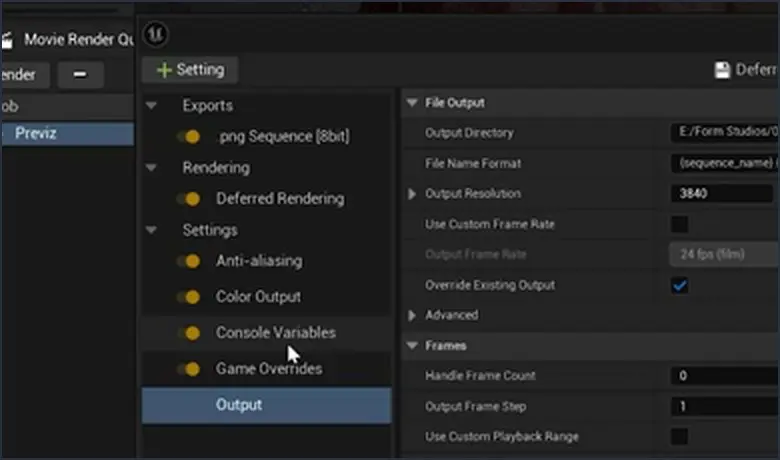 Movie Render Qu
ender
−
ob
Previz
+ Setting
Exports
.png Sequence [8bit]
Rendering
Deferred Rendering
Settings
Anti-aliasing
Color Output
Console Variables
Game Overrides
Output
Deferr
File Output
Output Directory
E:/Form Studios/0
File Name Format
{sequence_name}
Output Resolution
3840
Use Custom Frame Rate
Output Frame Rate
24 fps (film)
Override Existing Output
Advanced
Frames
Handle Frame Count
0
Output Frame Step
1
Use Custom Playback Range